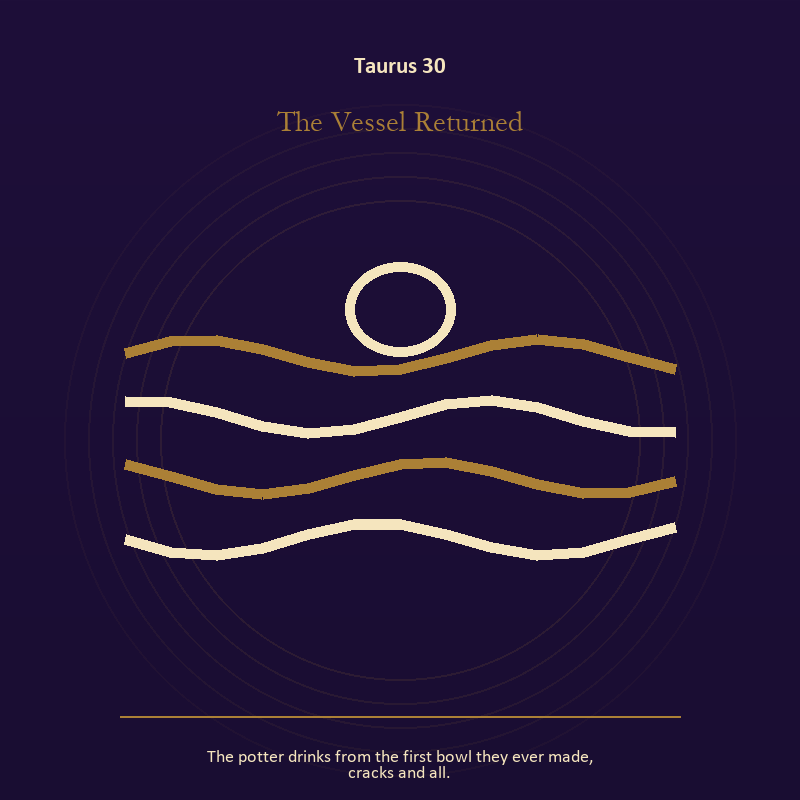 Taurus 30
The Vessel Returned
The potter drinks from the first bowl they ever made,
cracks and all.